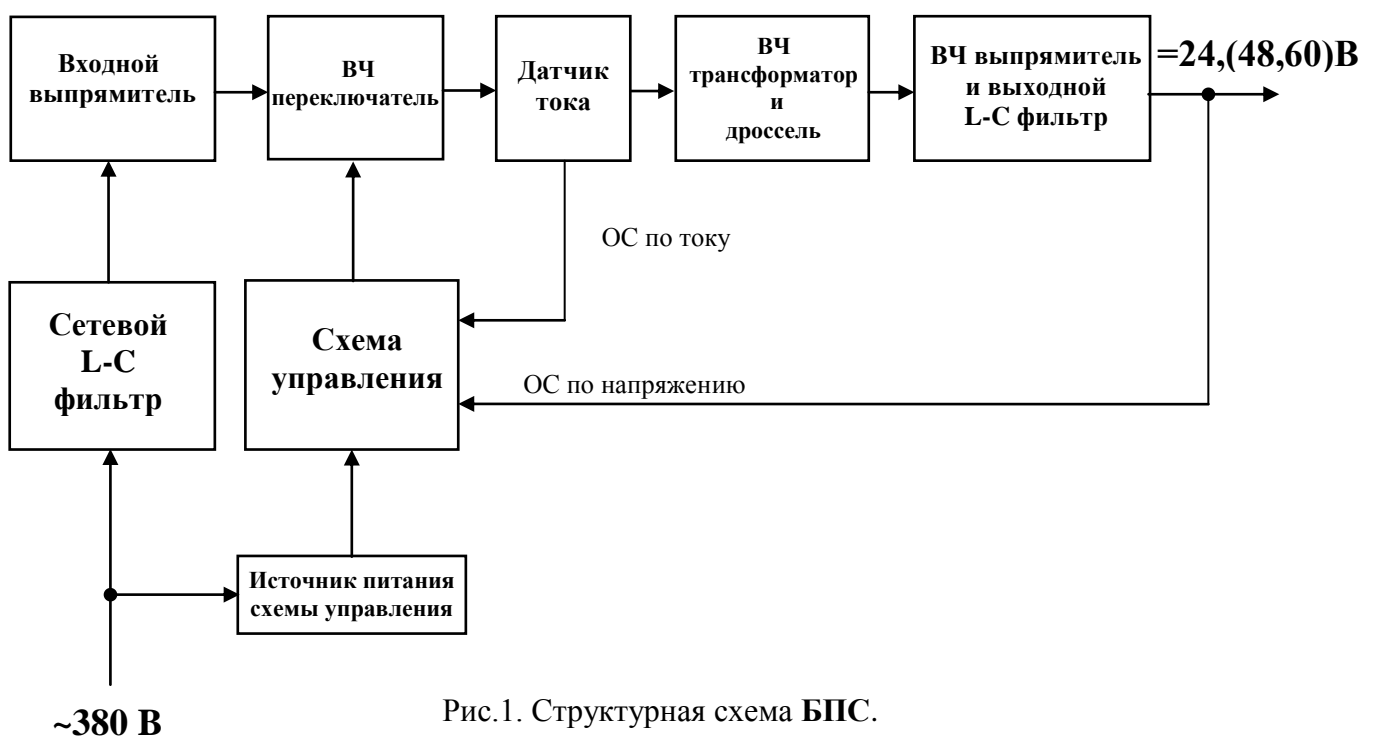 Входной
выпрямитель
ВЧ
переключатель
Датчик
тока
ВЧ
трансформатор
и
дроссель
ВЧ выпрямитель
и выходной
L-C фильтр
=24,(48,60)В
ОС по току
Сетевой
L-C
фильтр
Схема
управления
ОС по напряжению
Источник питания
схемы управления
~380 В
Рис.1. Структурная схема БПС.